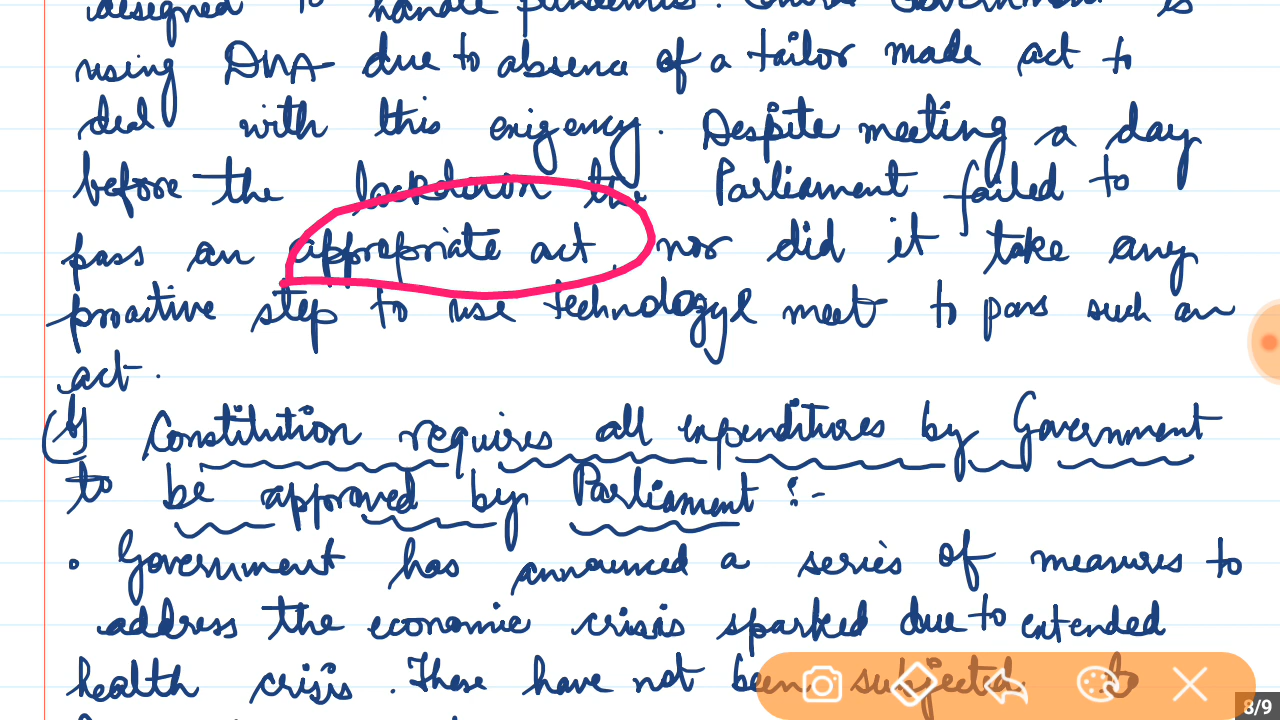 designed to handle pandemics. Government is
using DMA due to absence of a tailor made act to
deal with this exigency. Despite meeting a day
before the lockdown the Parliament failed to
pass an appropriate act, nor did it take any
proactive step to use technology & meet to pass such an
act.
Constitution requires all expenditures by Government
to be approved by Parliament :-
• Government has announced a series of measures to
address the economic crisis sparked due to extended
health crisis. These have not been subjected to
8/9